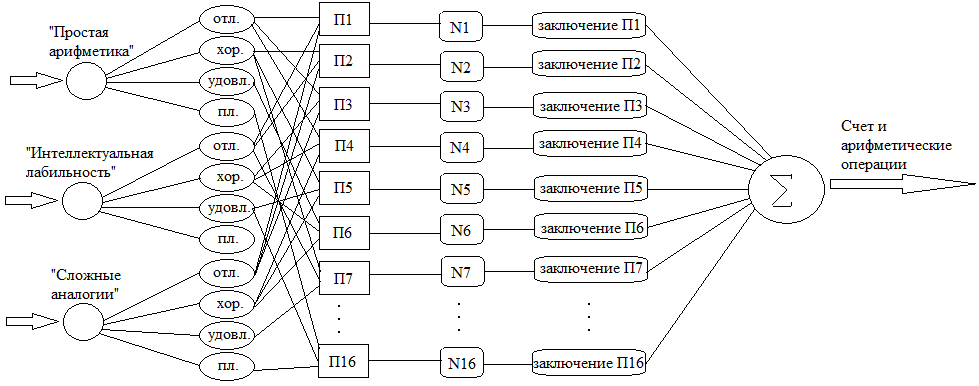 "Простая
арифметика"
отл.
хор.
удовл.
пл.
"Интеллектуальная
лабильность"
отл.
хор.
удовл.
пл.
"Сложные
аналогии"
отл.
хор.
удовл.
пл.
П1
П2
П3
П4
П5
П6
П7
П16
N1
N2
N3
N4
N5
N6
N7
N16
заключение П1
заключение П2
заключение П3
заключение П4
заключение П5
заключение П6
заключение П7
заключение П16
∑
Счет и
арифметические
операции